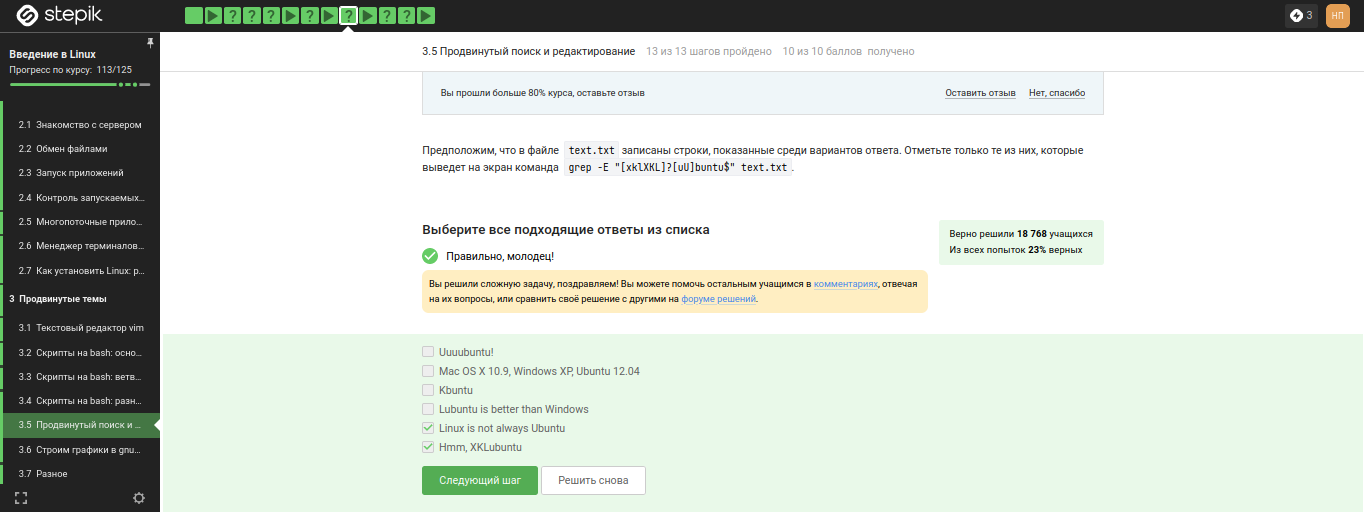 stepik
? ? ? ? ? ? ?
3
НП
Введение в Linux
Прогресс по курсу: 113/125
2.1 Знакомство с сервером
2.2 Обмен файлами
2.3 Запуск приложений
2.4 Контроль запускаемых...
2.5 Многопоточные прило...
2.6 Менеджер терминалов...
2.7 Как установить Linux: р...
3 Продвинутые темы
3.1 Текстовый редактор vim
3.2 Скрипты на bash: осно...
3.3 Скрипты на bash: ветв...
3.4 Скрипты на bash: разн...
3.5 Продвинутый поиск и ...
3.6 Строим графики в gnu...
3.7 Разное
3.5 Продвинутый поиск и редактирование 13 из 13 шагов пройдено 10 из 10 баллов получено
Вы прошли больше 80% курса, оставьте отзыв Оставить отзыв Нет, спасибо
Предположим, что в файле text.txt записаны строки, показанные среди вариантов ответа. Отметьте только те из них, которые
выведет на экран команда grep -E "[xklXKL]?[uU]buntu$" text.txt.
Выберите все подходящие ответы из списка
Верно решили 18 768 учащихся
Из всех попыток 23% верных
Правильно, молодец!
Вы решили сложную задачу, поздравляем! Вы можете помочь остальным учащимся в комментариях, отвечая
на их вопросы, или сравнить своё решение с другими на форуме решений.
Uuuubuntu!
Mac OS X 10.9, Windows XP, Ubuntu 12.04
Kbuntu
Lubuntu is better than Windows
Linux is not always Ubuntu
Hmm, XKLubuntu
Следующий шаг Решить снова